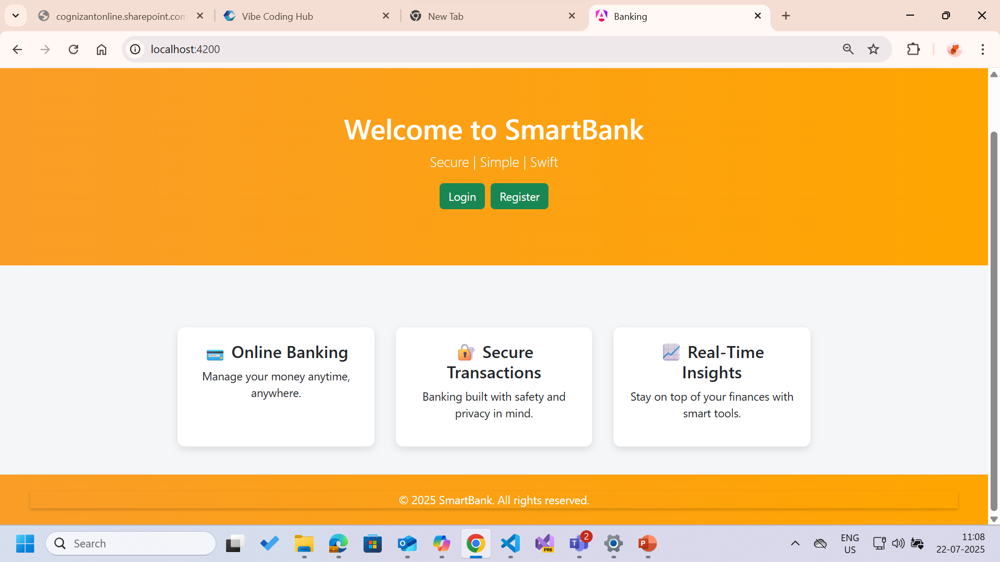 cognizantonline.sharepoint.com
Vibe Coding Hub
New Tab
Banking
localhost:4200
Welcome to SmartBank
Secure | Simple | Swift
Login
Register
Online Banking
Manage your money anytime,
anywhere.
Secure
Transactions
Banking built with safety and
privacy in mind.
Real-Time
Insights
Stay on top of your finances with
smart tools.
© 2025 SmartBank. All rights reserved.
Search
PRE
2
ENG
US
11:08
22-07-2025